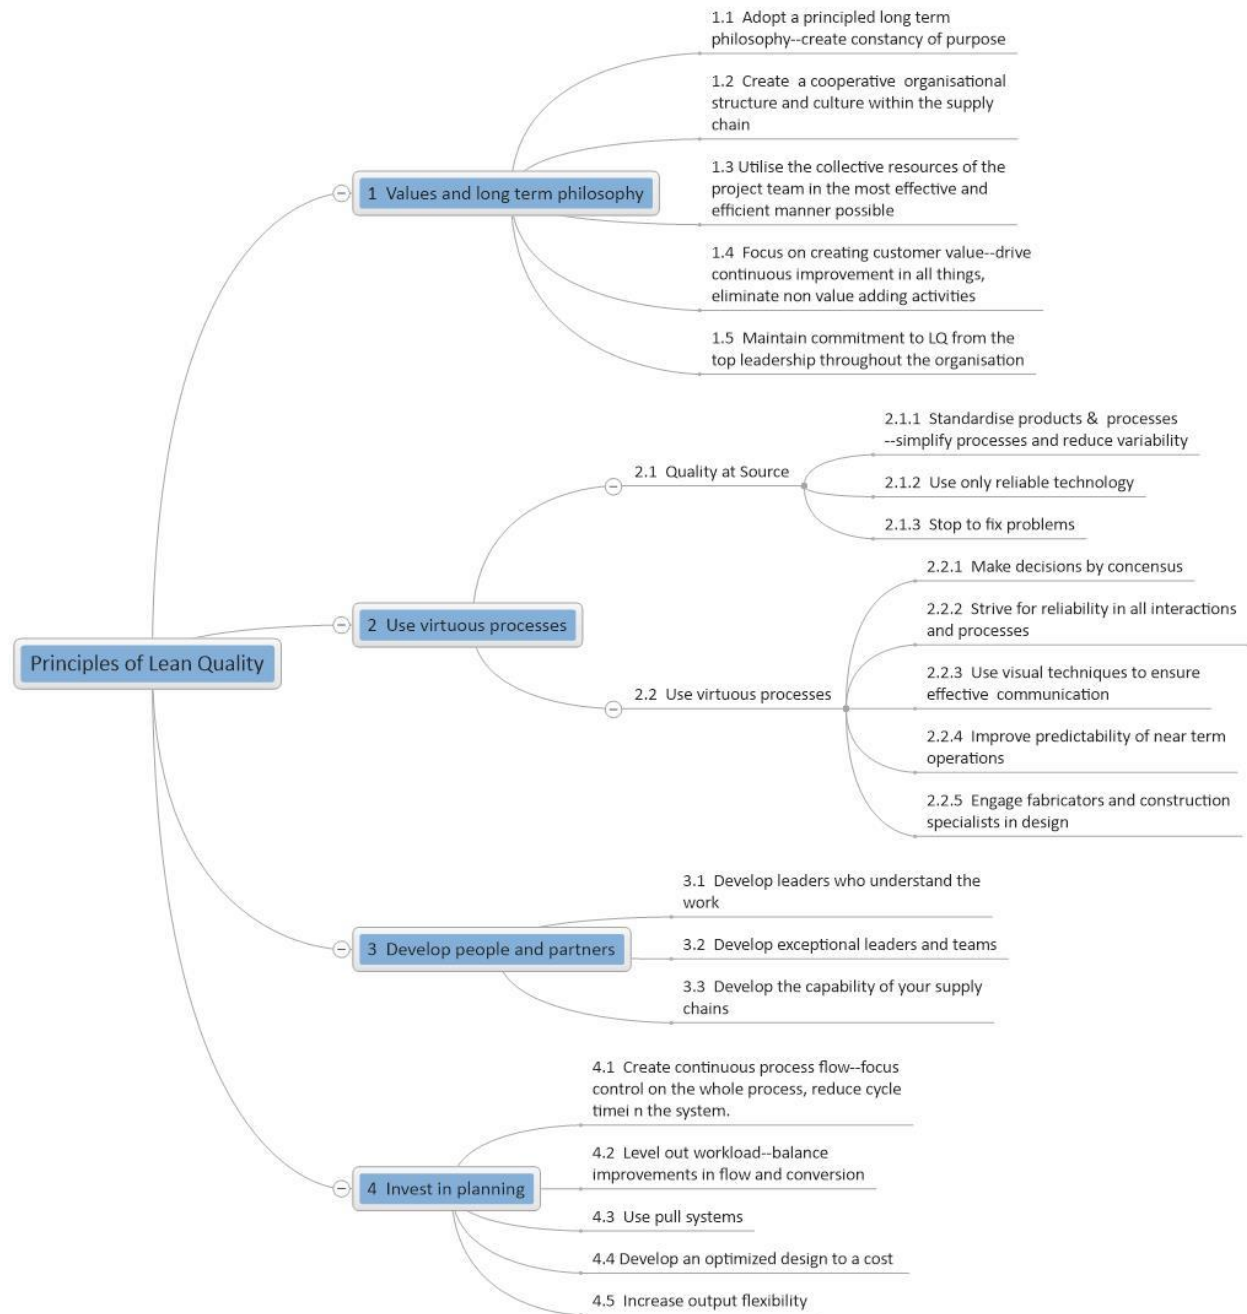 1.1 Adopt a principled long term
philosophy--create constancy of purpose
1.2 Create a cooperative organisational
structure and culture within the supply
chain
1 Values and long term philosophy
1.3 Utilise the collective resources of the
project team in the most effective and
efficient manner possible
1.4 Focus on creating customer value--drive
continuous improvement in all things,
eliminate non value adding activities
1.5 Maintain commitment to LQ from the
top leadership throughout the organisation
2.1.1 Standardise products & processes
--simplify processes and reduce variability
2.1 Quality at Source
2.1.2 Use only reliable technology
2.1.3 Stop to fix problems
2.2.1 Make decisions by concensus
2 Use virtuous processes
2.2.2 Strive for reliability in all interactions
and processes
Principles of Lean Quality
2.2.3 Use visual techniques to ensure
effective communication
2.2 Use virtuous processes
2.2.4 Improve predictability of near term
operations
2.2.5 Engage fabricators and construction
specialists in design
3.1 Develop leaders who understand the
work
3 Develop people and partners
3.2 Develop exceptional leaders and teams
3.3 Develop the capability of your supply
chains
4.1 Create continuous process flow--focus
control on the whole process, reduce cycle
timei n the system.
4.2 Level out workload--balance
improvements in flow and conversion
4 Invest in planning
4.3 Use pull systems
4.4 Develop an optimized design to a cost
4.5 Increase output flexibility